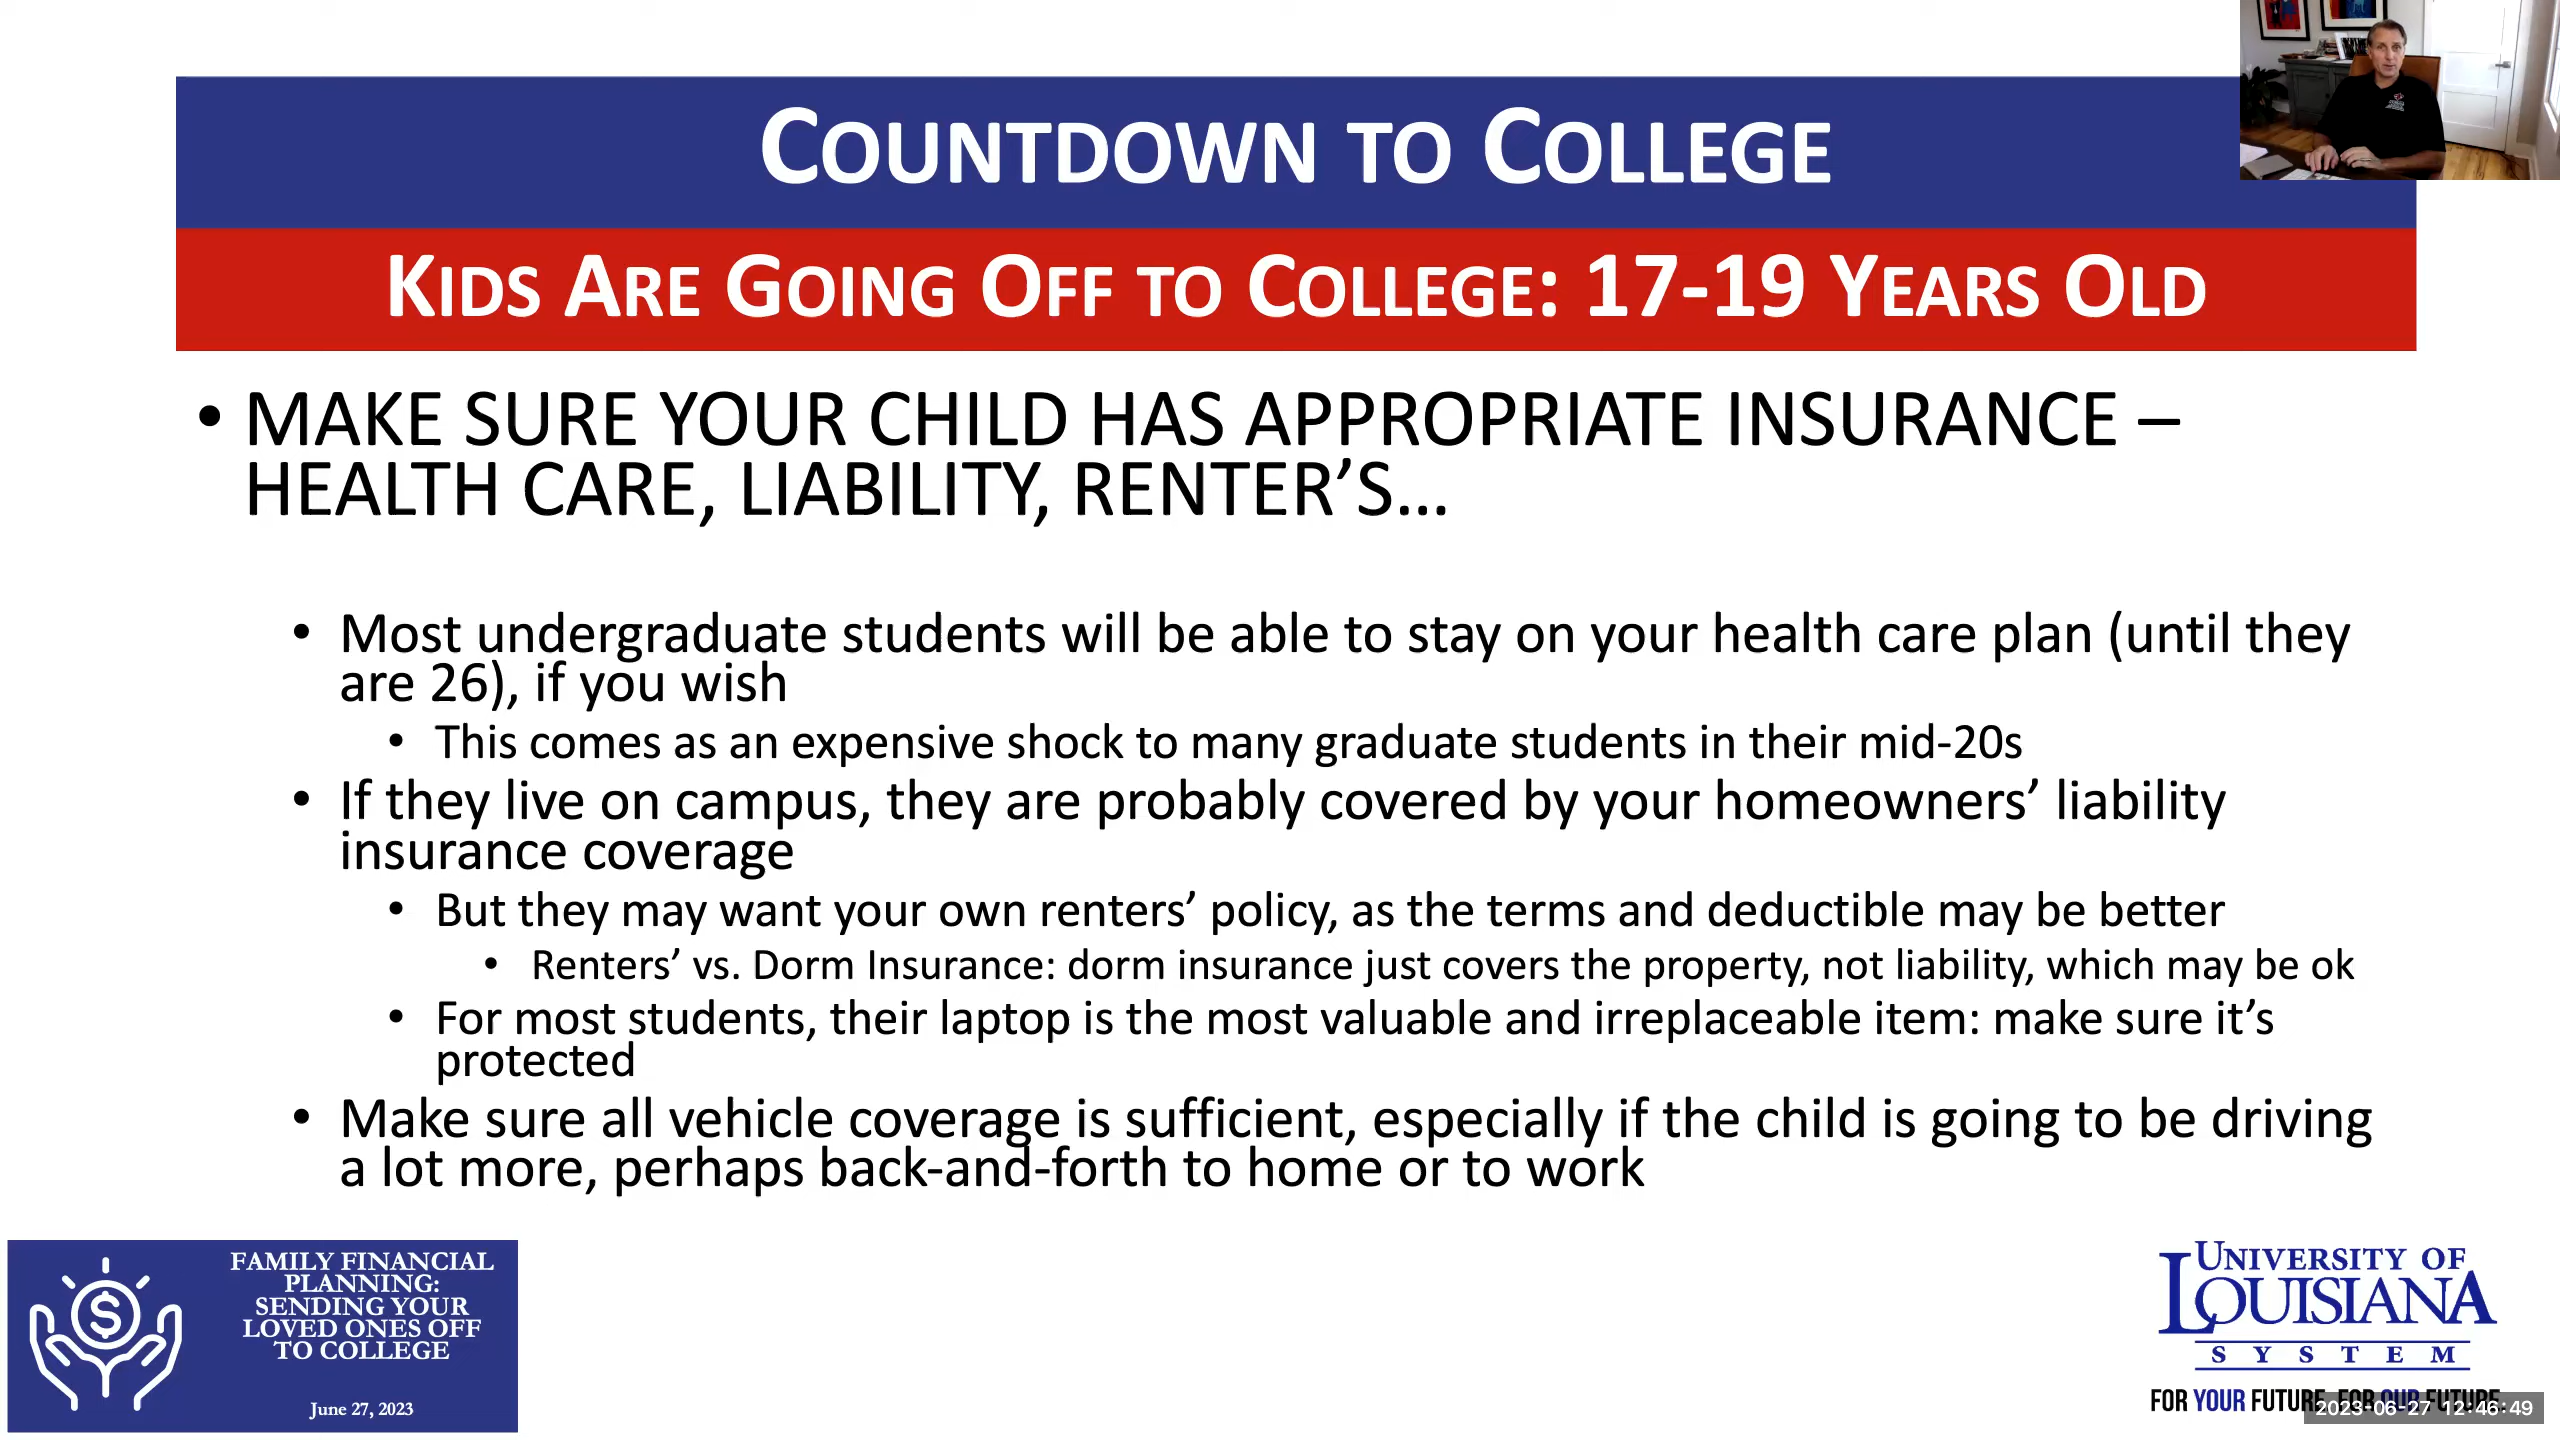 COUNTDOWN TO COLLEGE
KIDS ARE GOING OFF TO COLLEGE: 17-19 YEARS OLD
• MAKE SURE YOUR CHILD HAS APPROPRIATE INSURANCE –
HEALTH CARE, LIABILITY, RENTER’S…
• Most undergraduate students will be able to stay on your health care plan (until they
are 26), if you wish
• This comes as an expensive shock to many graduate students in their mid-20s
• If they live on campus, they are probably covered by your homeowners’ liability
insurance coverage
• But they may want your own renters’ policy, as the terms and deductible may be better
• Renters’ vs. Dorm Insurance: dorm insurance just covers the property, not liability, which may be ok
• For most students, their laptop is the most valuable and irreplaceable item: make sure it’s
protected
• Make sure all vehicle coverage is sufficient, especially if the child is going to be driving
a lot more, perhaps back-and-forth to home or to work
FAMILY FINANCIAL
PLANNING:
SENDING YOUR
LOVED ONES OFF
TO COLLEGE
June 27, 2023
UNIVERSITY OF
LOUISIANA
SYSTEM
FOR YOUR FUTURE. FOR OUR FUTURE.
2023-06-27 12:46:49